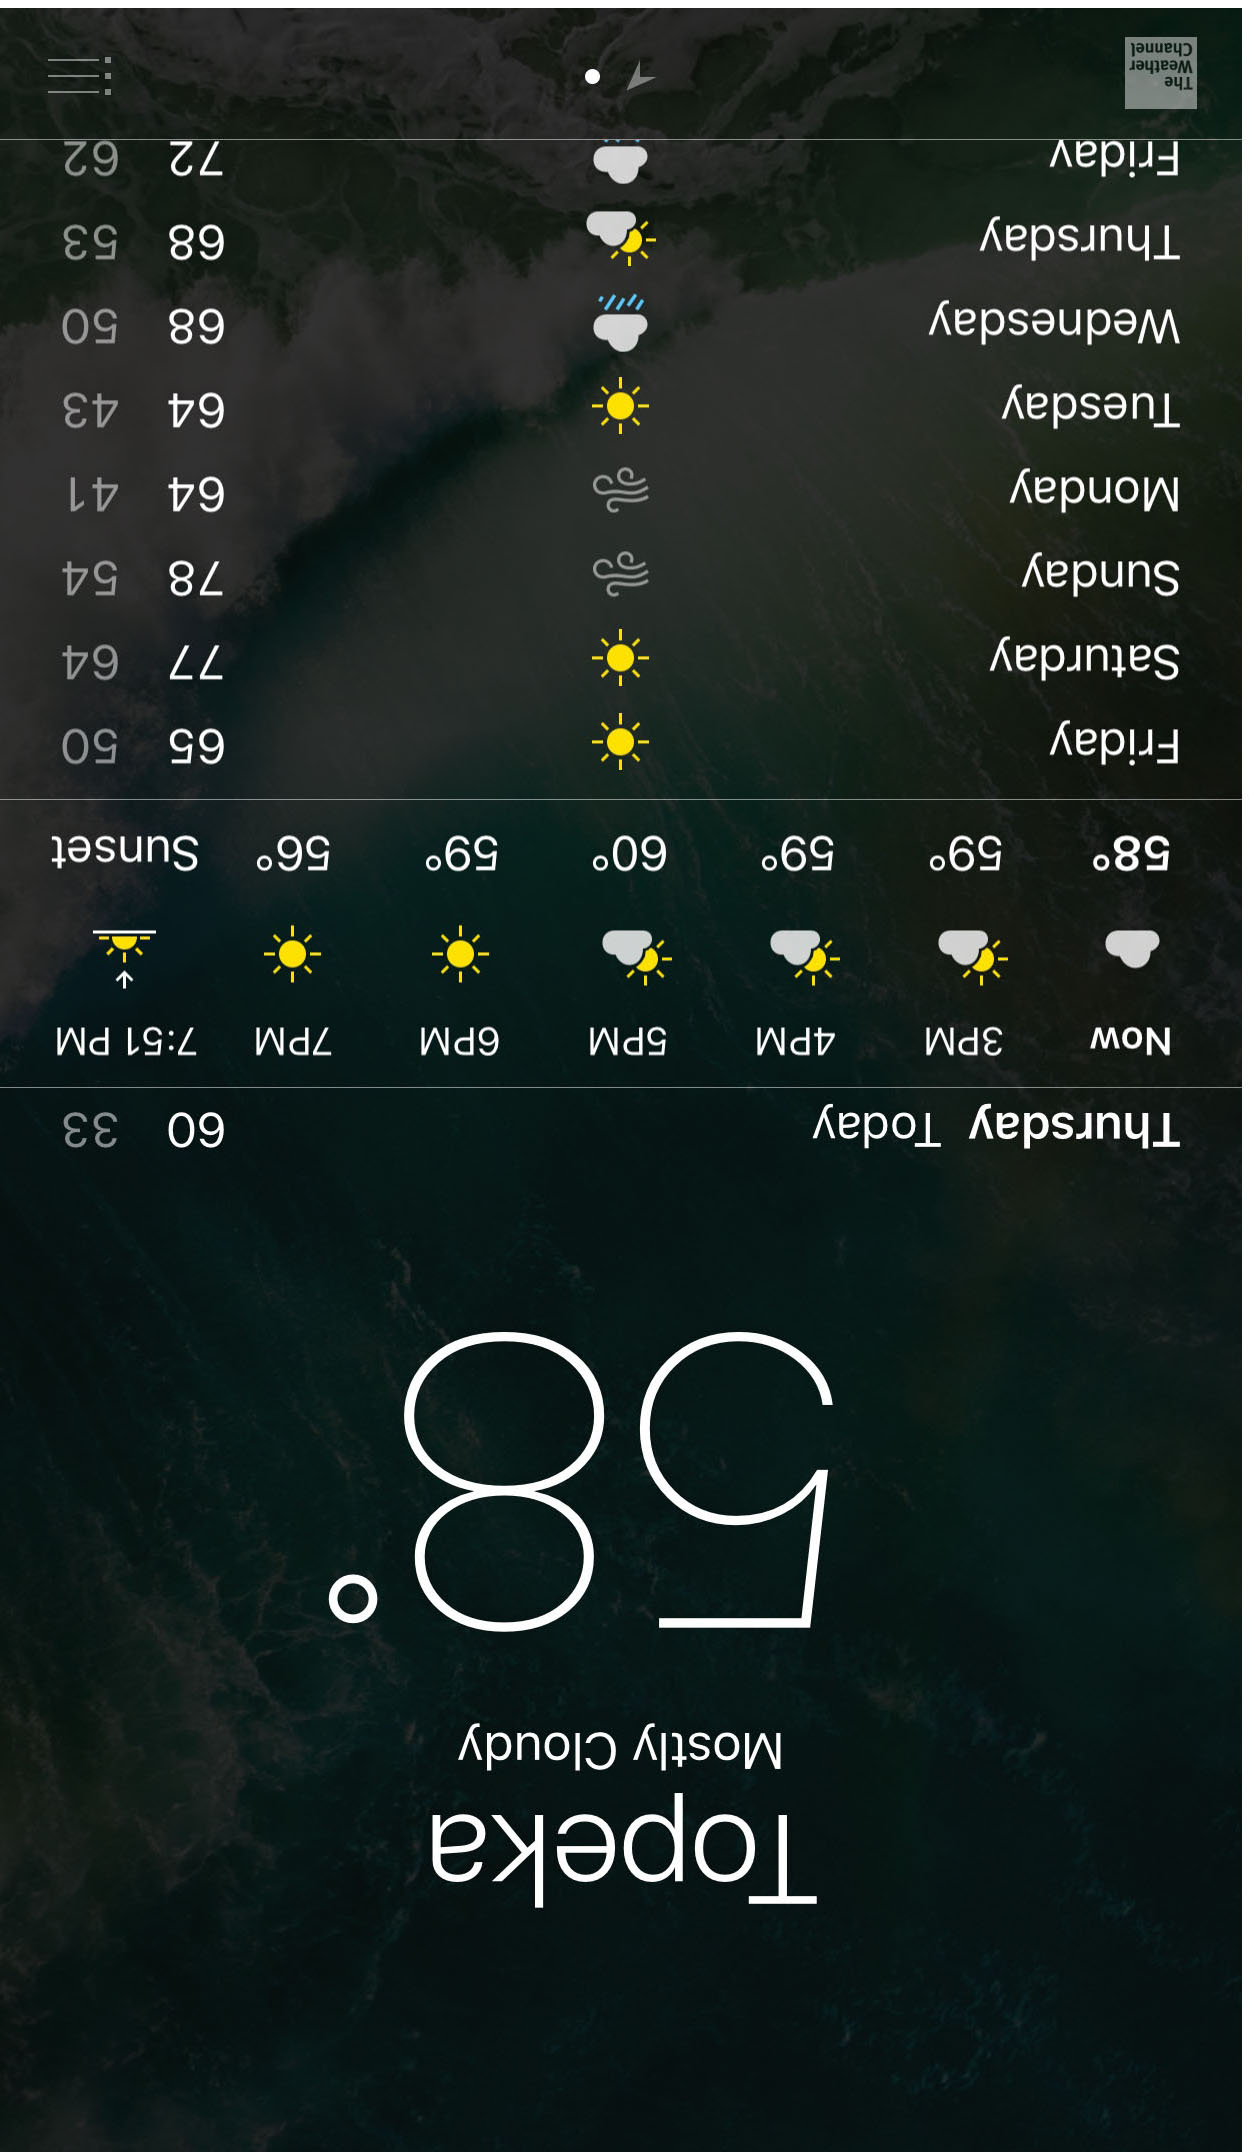 Topeka
Mostly Cloudy
58°
Thursday Today 60 33
Now 3PM 4PM 5PM 6PM 7PM 7:51 PM
58° 59° 59° 60° 59° 56° Sunset
Friday 65 50
Saturday 77 64
Sunday 78 54
Monday 64 41
Tuesday 64 43
Wednesday 68 50
Thursday 68 53
Friday 72 62
The
Weather
Channel